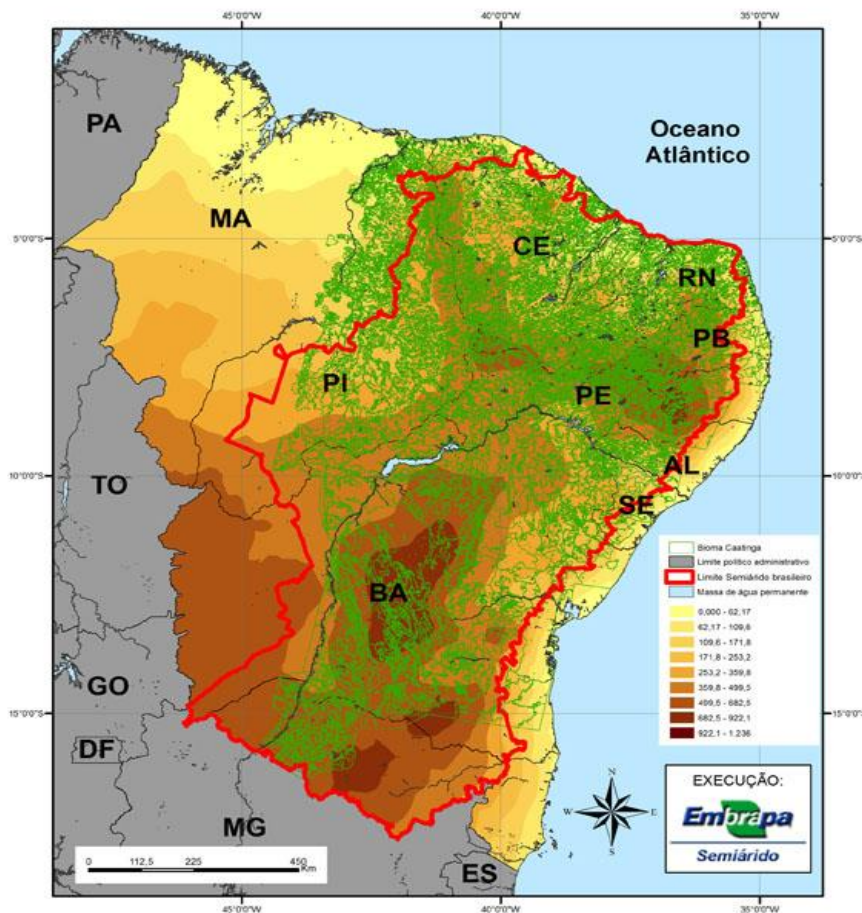 45°0'0"W 40°0'0"W 35°0'0"W
PA
Oceano
Atlântico
MA
5°0'0"S 5°0'0"S
CE
RN
PB
PI
PE
10°0'0"S 10°0'0"S
AL
TO
SE
BA
Bioma Caatinga
Limite político administrativo
Limite Semiárido brasileiro
Massa de água permanente
0,000 - 62,17
62,17 - 109,6
109,6 - 171,8
171,8 - 253,2
253,2 - 359,8
359,8 - 499,5
499,5 - 682,5
682,5 - 922,1
922,1 - 1.236
GO
15°0'0"S 15°0'0"S
DF
MG
ES
N
W E
S
EXECUÇÃO:
Embrapa
Semiárido
0 112,5 225 450
Km
45°0'0"W 40°0'0"W 35°0'0"W